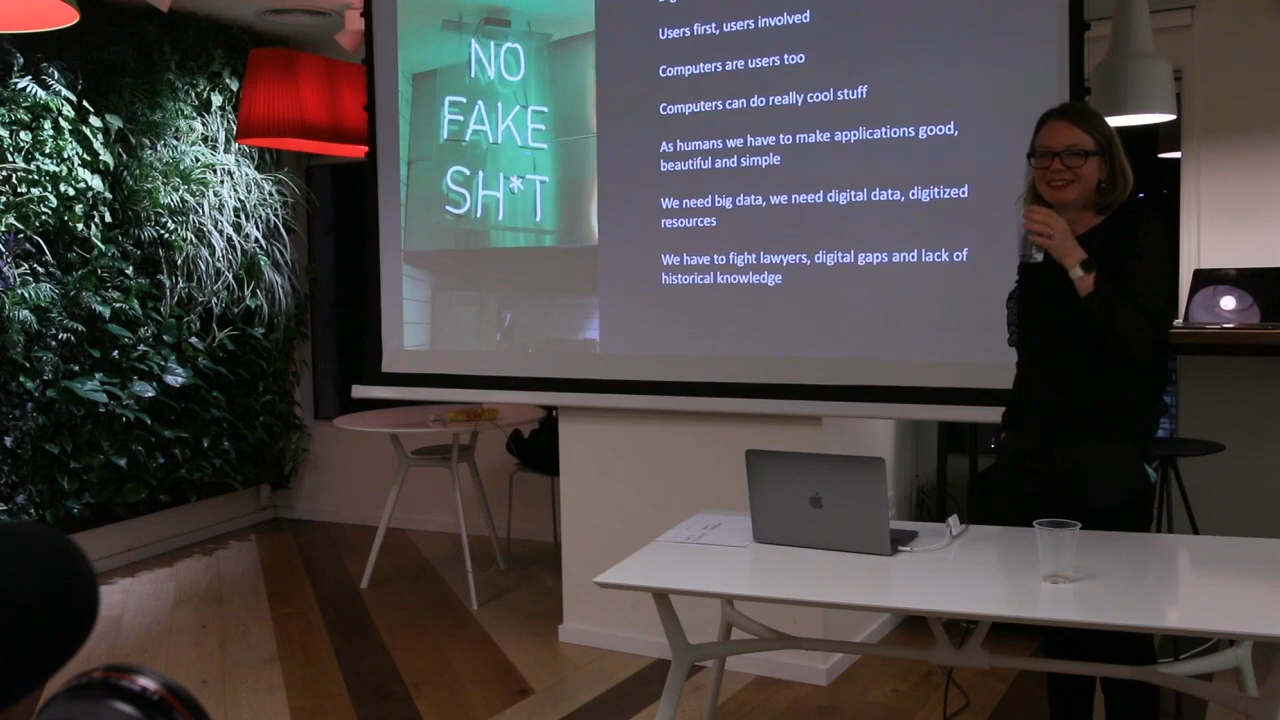 NO
FAKE
SH*T
Users first, users involved
Computers are users too
Computers can do really cool stuff
As humans we have to make applications good,
beautiful and simple
We need big data, we need digital data, digitized
resources
We have to fight lawyers, digital gaps and lack of
historical knowledge